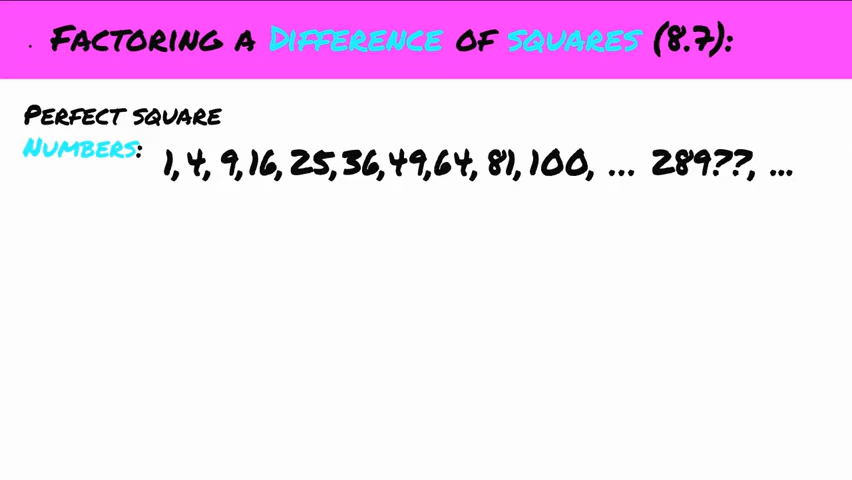 . Factoring a Difference of squares (8.7):
Perfect square
Numbers: 1, 4, 9, 16, 25, 36, 49, 64, 81, 100, ... 289??, ...